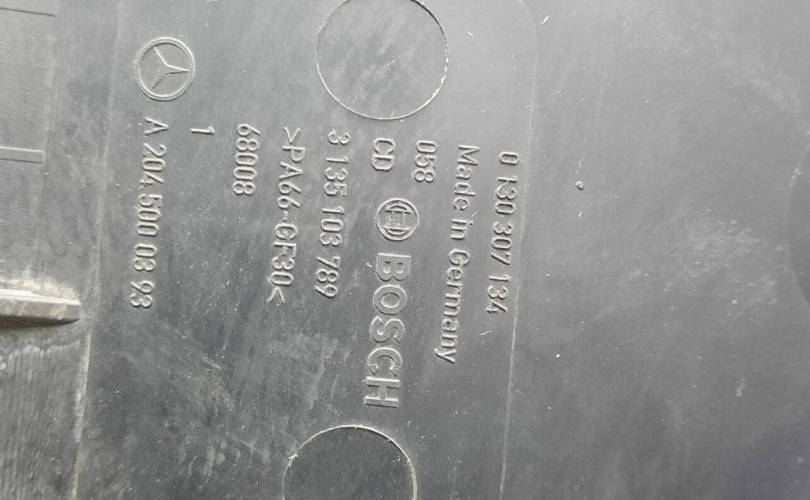 0 130 307 134
Made in Germany
058
CD BOSCH
3 135 103 789
>PA66-GF30<
68008
1
A 204 500 03 93